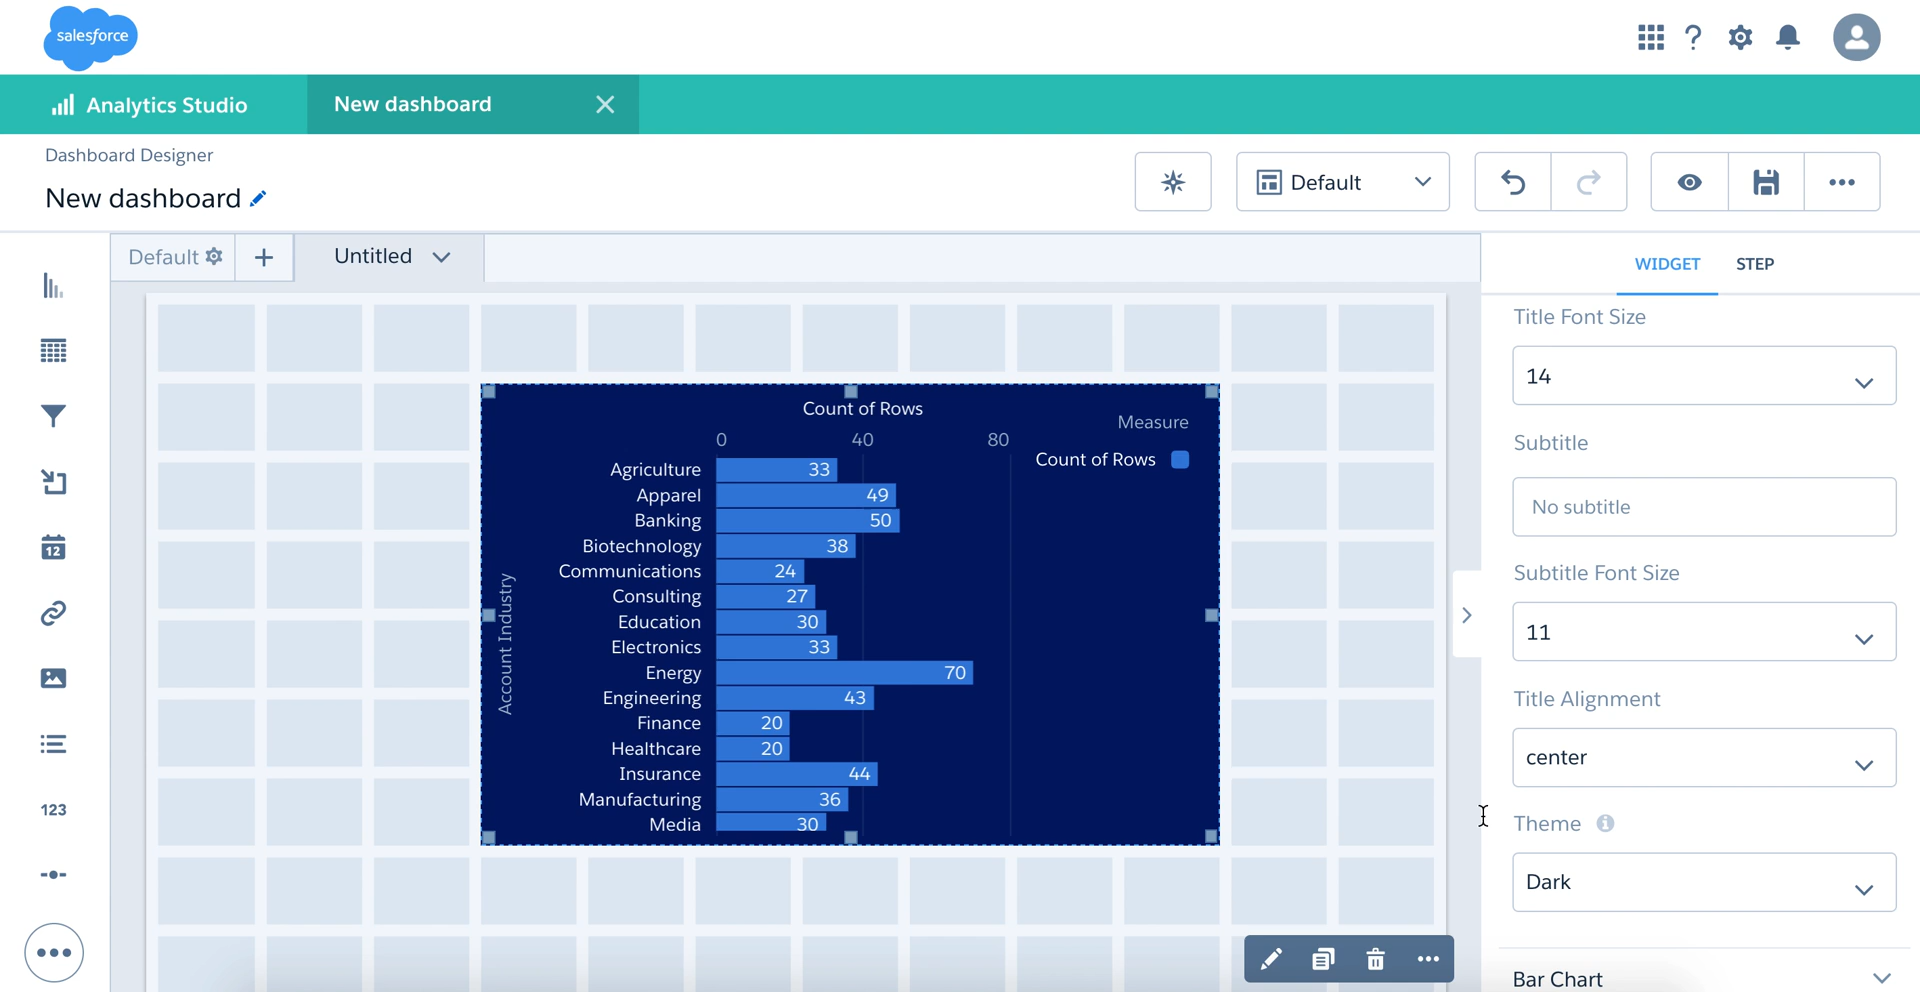 salesforce
Analytics Studio
New dashboard
Dashboard Designer
New dashboard
Default
Default
Untitled
WIDGET
STEP
Title Font Size
14
Subtitle
No subtitle
Subtitle Font Size
11
Title Alignment
center
Theme
Dark
Bar Chart
12
123
Count of Rows
0
40
80
Measure
Count of Rows
Account Industry
Agriculture 33
Apparel 49
Banking 50
Biotechnology 38
Communications 24
Consulting 27
Education 30
Electronics 33
Energy 70
Engineering 43
Finance 20
Healthcare 20
Insurance 44
Manufacturing 36
Media 30